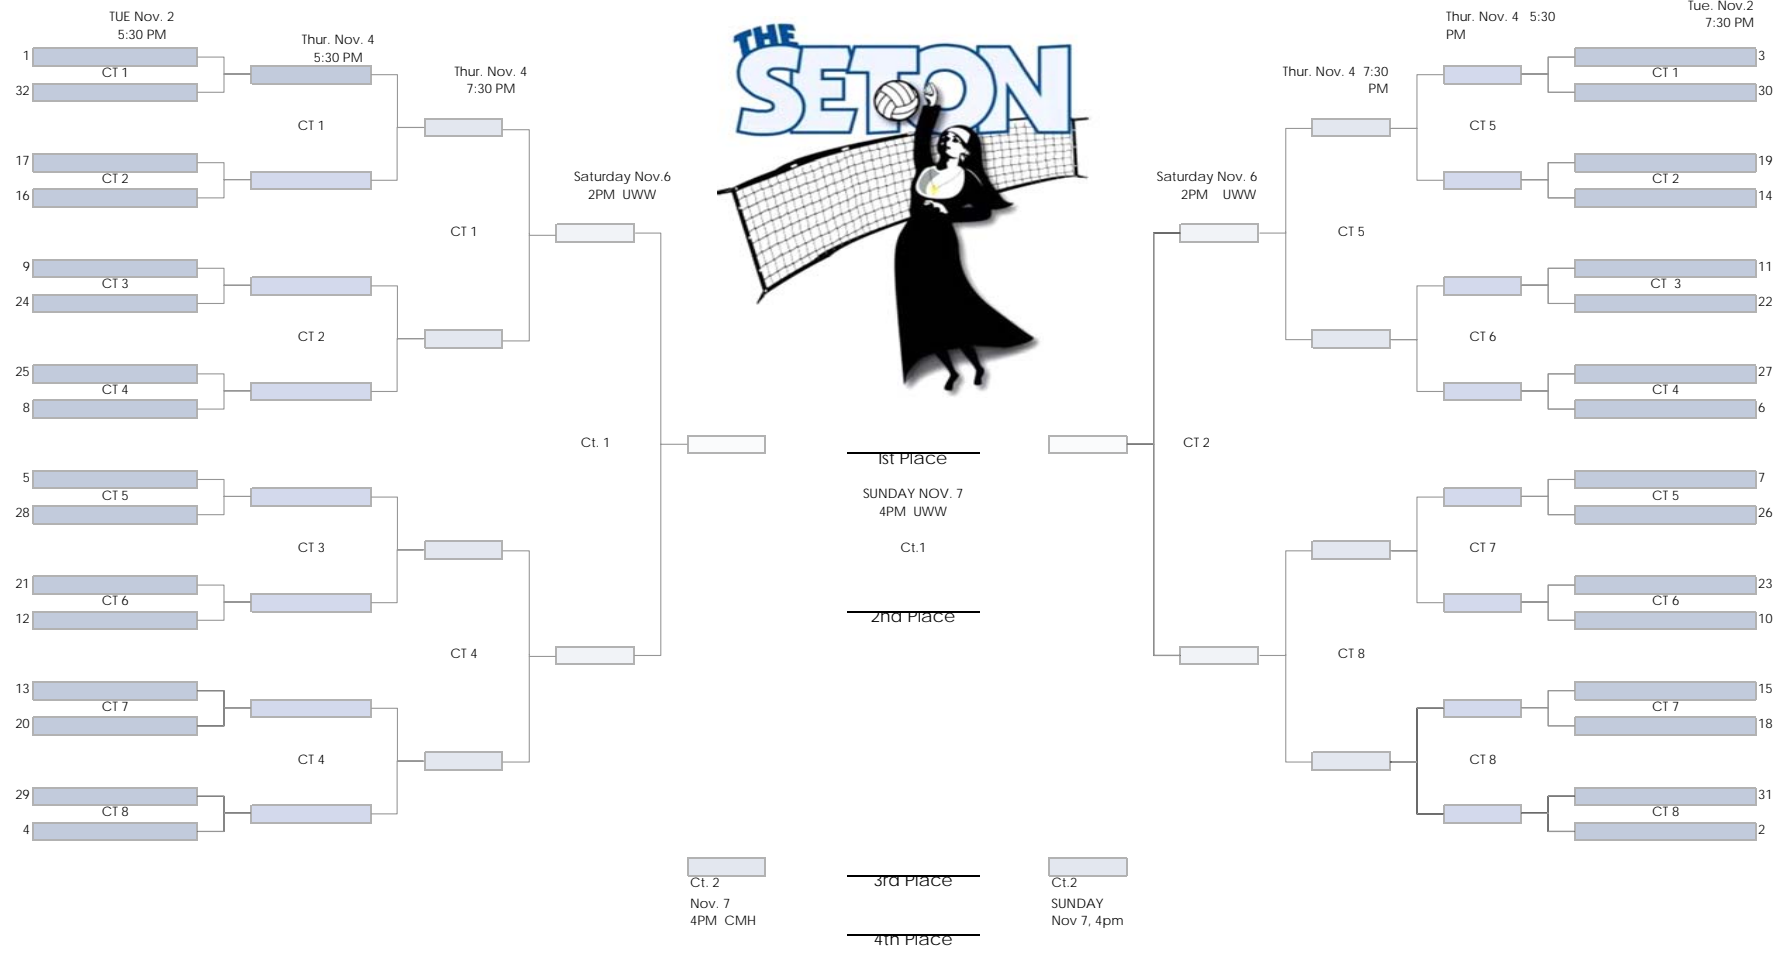 TUE Nov. 2
5:30 PM
Thur. Nov. 4
5:30 PM
Thur. Nov. 4
7:30 PM
Saturday Nov.6
2PM UWW
1
CT 1
32
CT 1
17
CT 2
16
CT 1
9
CT 3
24
CT 2
25
CT 4
8
Ct. 1
5
CT 5
28
CT 3
21
CT 6
12
CT 4
13
CT 7
20
CT 4
29
CT 8
4
THE
SETON
1st Place
SUNDAY NOV. 7
4PM UWW
Ct.1
2nd Place
Ct. 2
Nov. 7
4PM CMH
3rd Place
4th Place
Ct.2
SUNDAY
Nov 7, 4pm
Saturday Nov. 6
2PM UWW
Thur. Nov. 4 7:30
PM
Thur. Nov. 4 5:30
PM
Tue. Nov.2
7:30 PM
3
CT 1
30
CT 5
19
CT 2
14
CT 5
11
CT 3
22
CT 6
27
CT 4
6
CT 2
7
CT 5
26
CT 7
23
CT 6
10
CT 8
15
CT 7
18
CT 8
31
CT 8
2